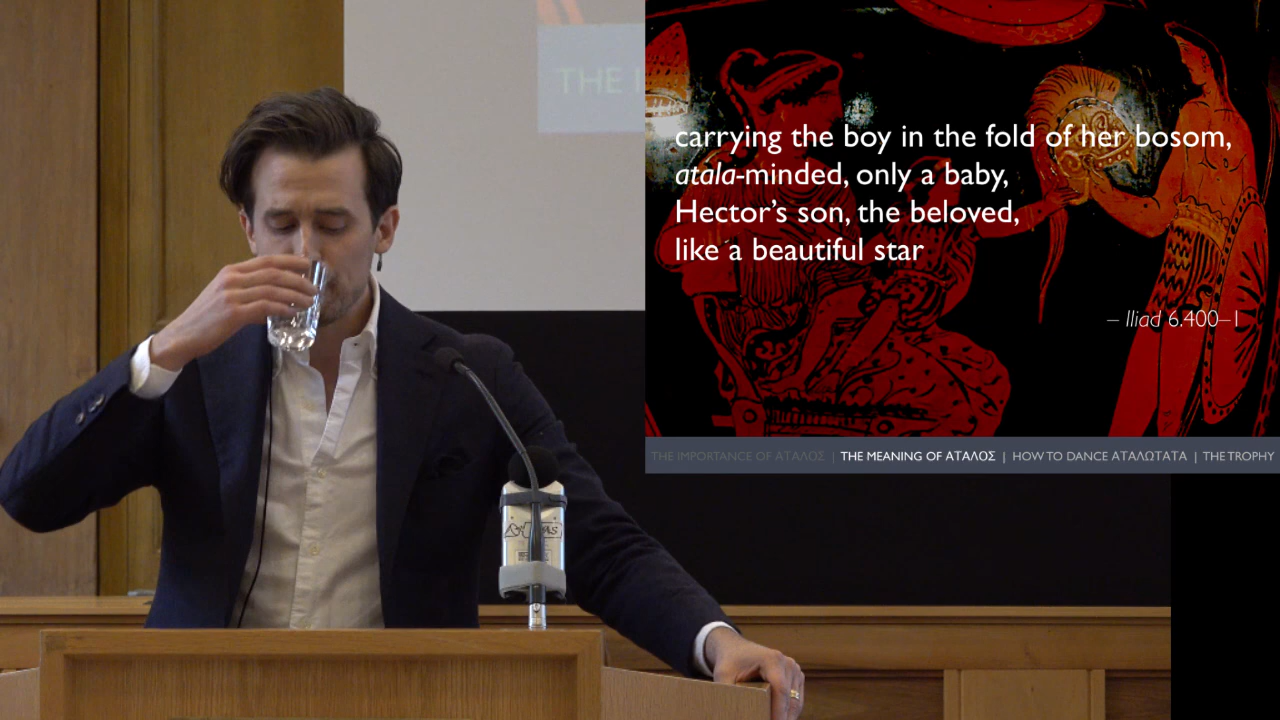 THE I
carrying the boy in the fold of her bosom,
atala-minded, only a baby,
Hector’s son, the beloved,
like a beautiful star
– Iliad 6.400–1
THE IMPORTANCE OF ΑΤΑΛΟΣ | THE MEANING OF ΑΤΑΛΟΣ | HOW TO DANCE ΑΤΑΛΩΤΑΤΑ | THE TROPHY